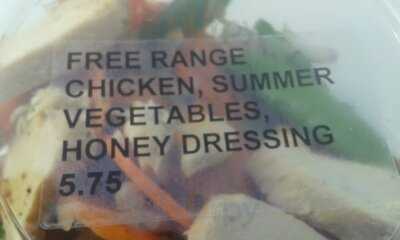 FREE RANGE
CHICKEN, SUMMER
VEGETABLES,
HONEY DRESSING
5.75